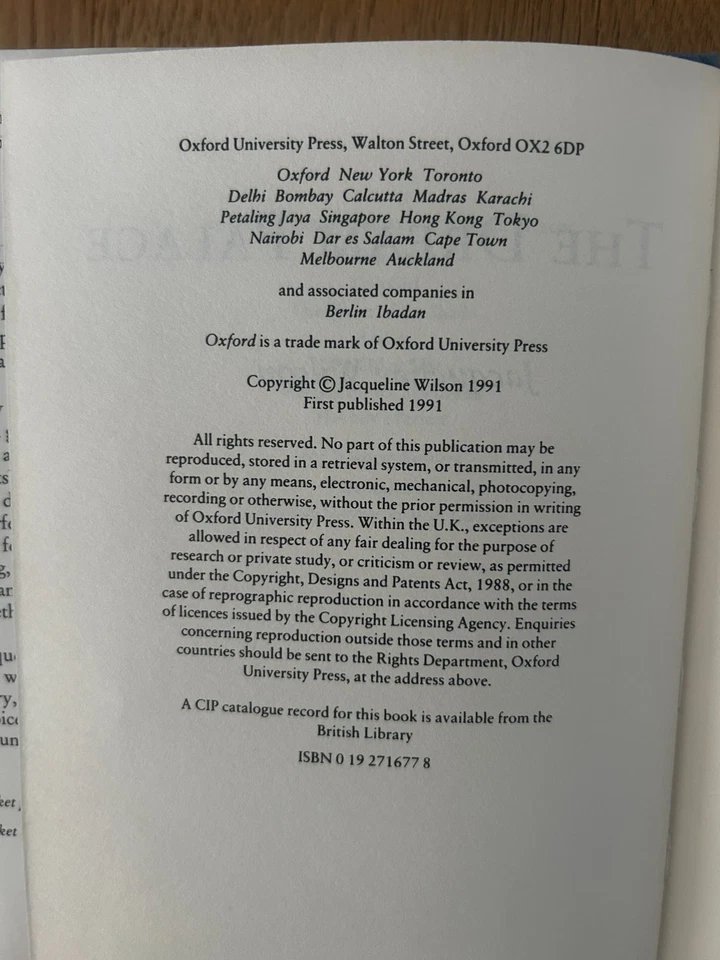 Oxford University Press, Walton Street, Oxford OX2 6DP
Oxford New York Toronto
Delhi Bombay Calcutta Madras Karachi
Petaling Jaya Singapore Hong Kong Tokyo
Nairobi Dar es Salaam Cape Town
Melbourne Auckland
and associated companies in
Berlin Ibadan
Oxford is a trade mark of Oxford University Press
Copyright © Jacqueline Wilson 1991
First published 1991
All rights reserved. No part of this publication may be
reproduced, stored in a retrieval system, or transmitted, in any
form or by any means, electronic, mechanical, photocopying,
recording or otherwise, without the prior permission in writing
of Oxford University Press. Within the U.K., exceptions are
allowed in respect of any fair dealing for the purpose of
research or private study, or criticism or review, as permitted
under the Copyright, Designs and Patents Act, 1988, or in the
case of reprographic reproduction in accordance with the terms
of licences issued by the Copyright Licensing Agency. Enquiries
concerning reproduction outside those terms and in other
countries should be sent to the Rights Department, Oxford
University Press, at the address above.
A CIP catalogue record for this book is available from the
British Library
ISBN 0 19 271677 8